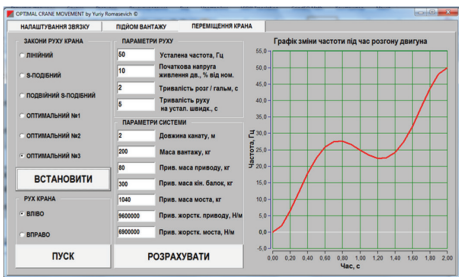 OPTIMAL CRANE MOVEMENT by Yuriy Romasevich ©
НАЛАШТУВАННЯ ЗВЯЗКУ
ПІДЙОМ ВАНТАЖУ
ПЕРЕМІЩЕННЯ КРАНА
ЗАКОНИ РУХУ КРАНА
ЛІНІЙНИЙ
S-ПОДІБНИЙ
ПОДВІЙНИЙ S-ПОДІБНИЙ
ОПТИМАЛЬНИЙ №1
ОПТИМАЛЬНИЙ №2
ОПТИМАЛЬНИЙ №3
ВСТАНОВИТИ
РУХ КРАНА
ВЛІВО
ВПРАВО
ПУСК
ПАРАМЕТРИ РУХУ
50 Усталена частота, Гц
10 Початкова напруга
живлення дв., % від ном.
2 Тривалість розг / гальм, с
5 Тривалість руху
на устал. швидк., с
ПАРАМЕТРИ СИСТЕМИ
2 Довжина канату, м
200 Маса вантажу, кг
80 Прив. маса приводу, кг
300 Прив. маса кін. балок, кг
1040 Прив. маса моста, кг
9600000 Прив. жорстк. приводу, Н/м
6900000 Прив. жорстк. моста, Н/м
РОЗРАХУВАТИ
Графік зміни частоти під час розгону двигуна
Частота, Гц
55,0
50,0
45,0
40,0
35,0
30,0
25,0
20,0
15,0
10,0
5,0
0,0
-5,0
0,00 0,20 0,40 0,60 0,80 1,00 1,20 1,40 1,60 1,80 2,00
Час, с